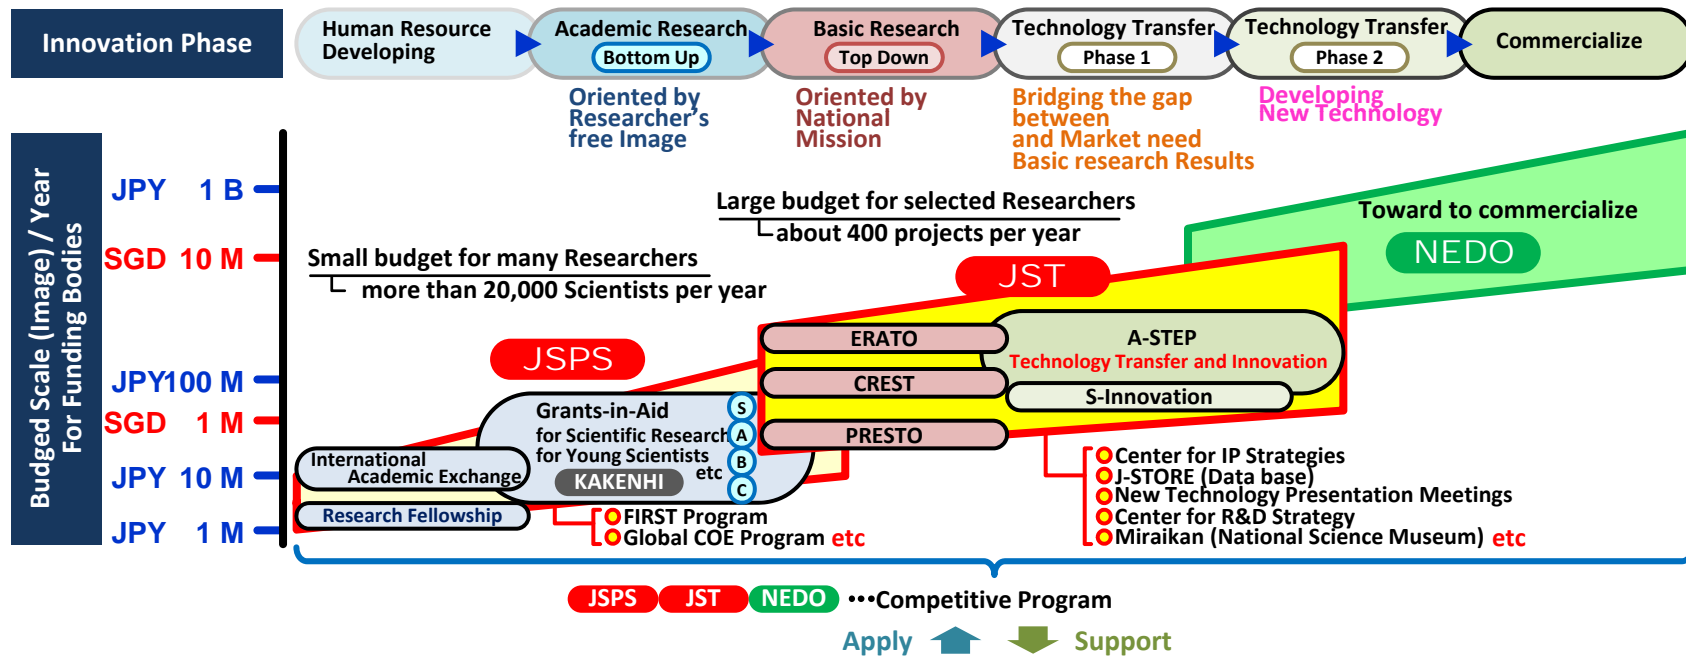 Innovation Phase
Human Resource
Developing
Academic Research
Bottom Up
Basic Research
Top Down
Technology Transfer
Phase 1
Technology Transfer
Phase 2
Commercialize
Oriented by
Researcher's
free Image
Oriented by
National
Mission
Bridging the gap
between
and Market need
Basic research Results
Developing
New Technology
Budged Scale (Image) / Year
For Funding Bodies
JPY 1 B
SGD 10 M
JPY 100 M
SGD 1 M
JPY 10 M
JPY 1 M
Large budget for selected Researchers
about 400 projects per year
Small budget for many Researchers
more than 20,000 Scientists per year
Toward to commercialize
NEDO
JST
JSPS
ERATO
CREST
PRESTO
A-STEP
Technology Transfer and Innovation
S-Innovation
Grants-in-Aid
for Scientific Research
for Young Scientists
etc
KAKENHI
S
A
B
C
International
Academic Exchange
Research Fellowship
FIRST Program
Global COE Program etc
Center for IP Strategies
J-STORE (Data base)
New Technology Presentation Meetings
Center for R&D Strategy
Miraikan (National Science Museum) etc
JSPS JST NEDO •••Competitive Program
Apply Support